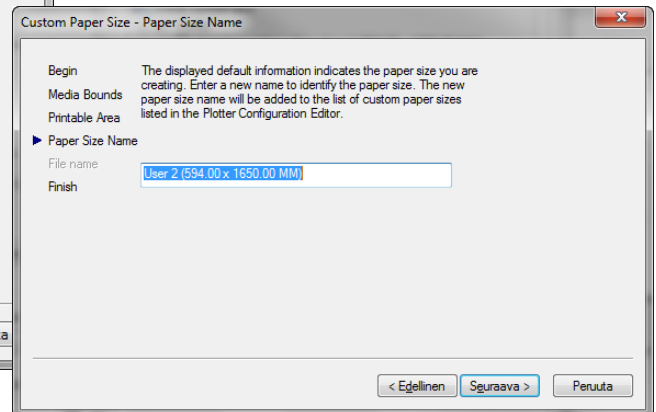 Custom Paper Size - Paper Size Name
Begin
Media Bounds
Printable Area
Paper Size Name
File name
Finish
The displayed default information indicates the paper size you are
creating. Enter a new name to identify the paper size. The new
paper size name will be added to the list of custom paper sizes
listed in the Plotter Configuration Editor.
User 2 (594.00 x 1650.00 MM)
< Edellinen
Seuraava >
Peruuta